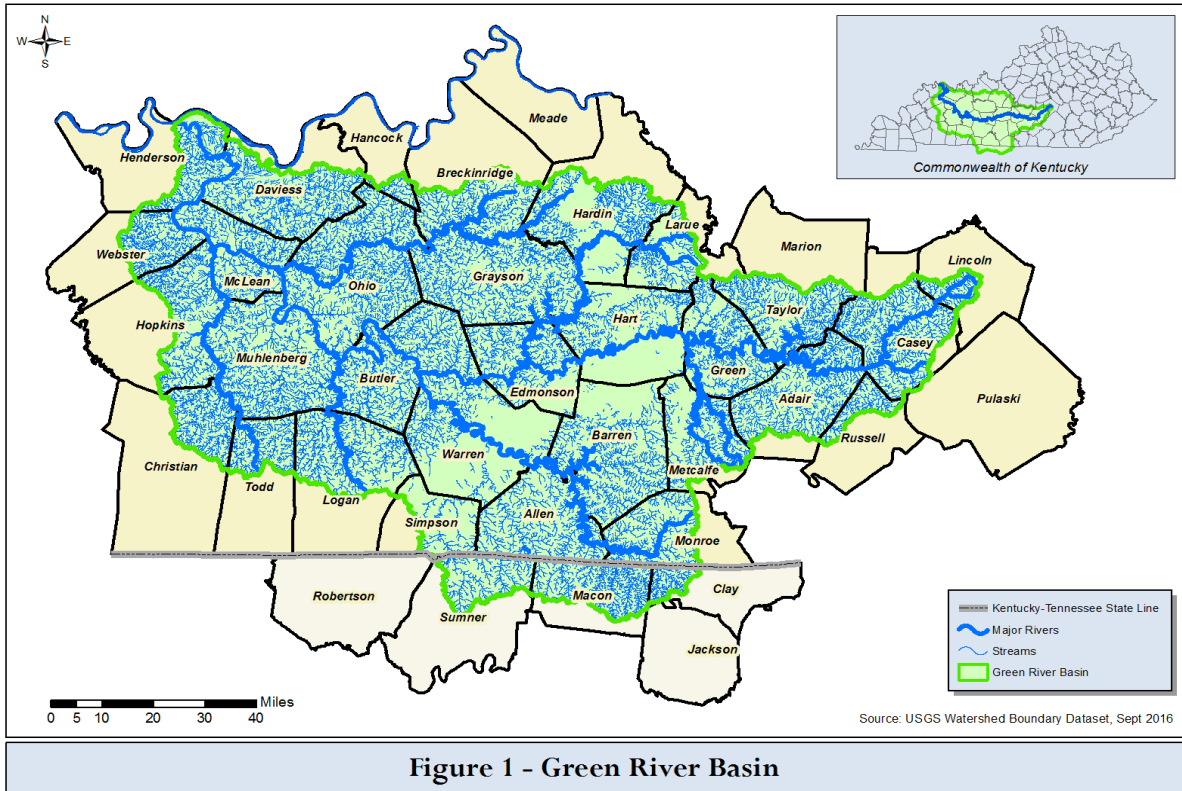 N
W E
S
Commonwealth of Kentucky
Meade
Hancock
Henderson
Breckinridge
Daviess
Hardin
Larue
Marion
Webster
Lincoln
McLean
Ohio
Grayson
Taylor
Hart
Hopkins
Casey
Muhlenberg
Butler
Green
Edmonson
Adair
Pulaski
Barren
Russell
Warren
Christian
Metcalfe
Todd
Logan
Allen
Simpson
Monroe
Clay
Robertson
Macon
Sumner
Jackson
Kentucky-Tennessee State Line
Major Rivers
Streams
Green River Basin
Miles
0 5 10 20 30 40
Source: USGS Watershed Boundary Dataset, Sept 2016
Figure 1 - Green River Basin